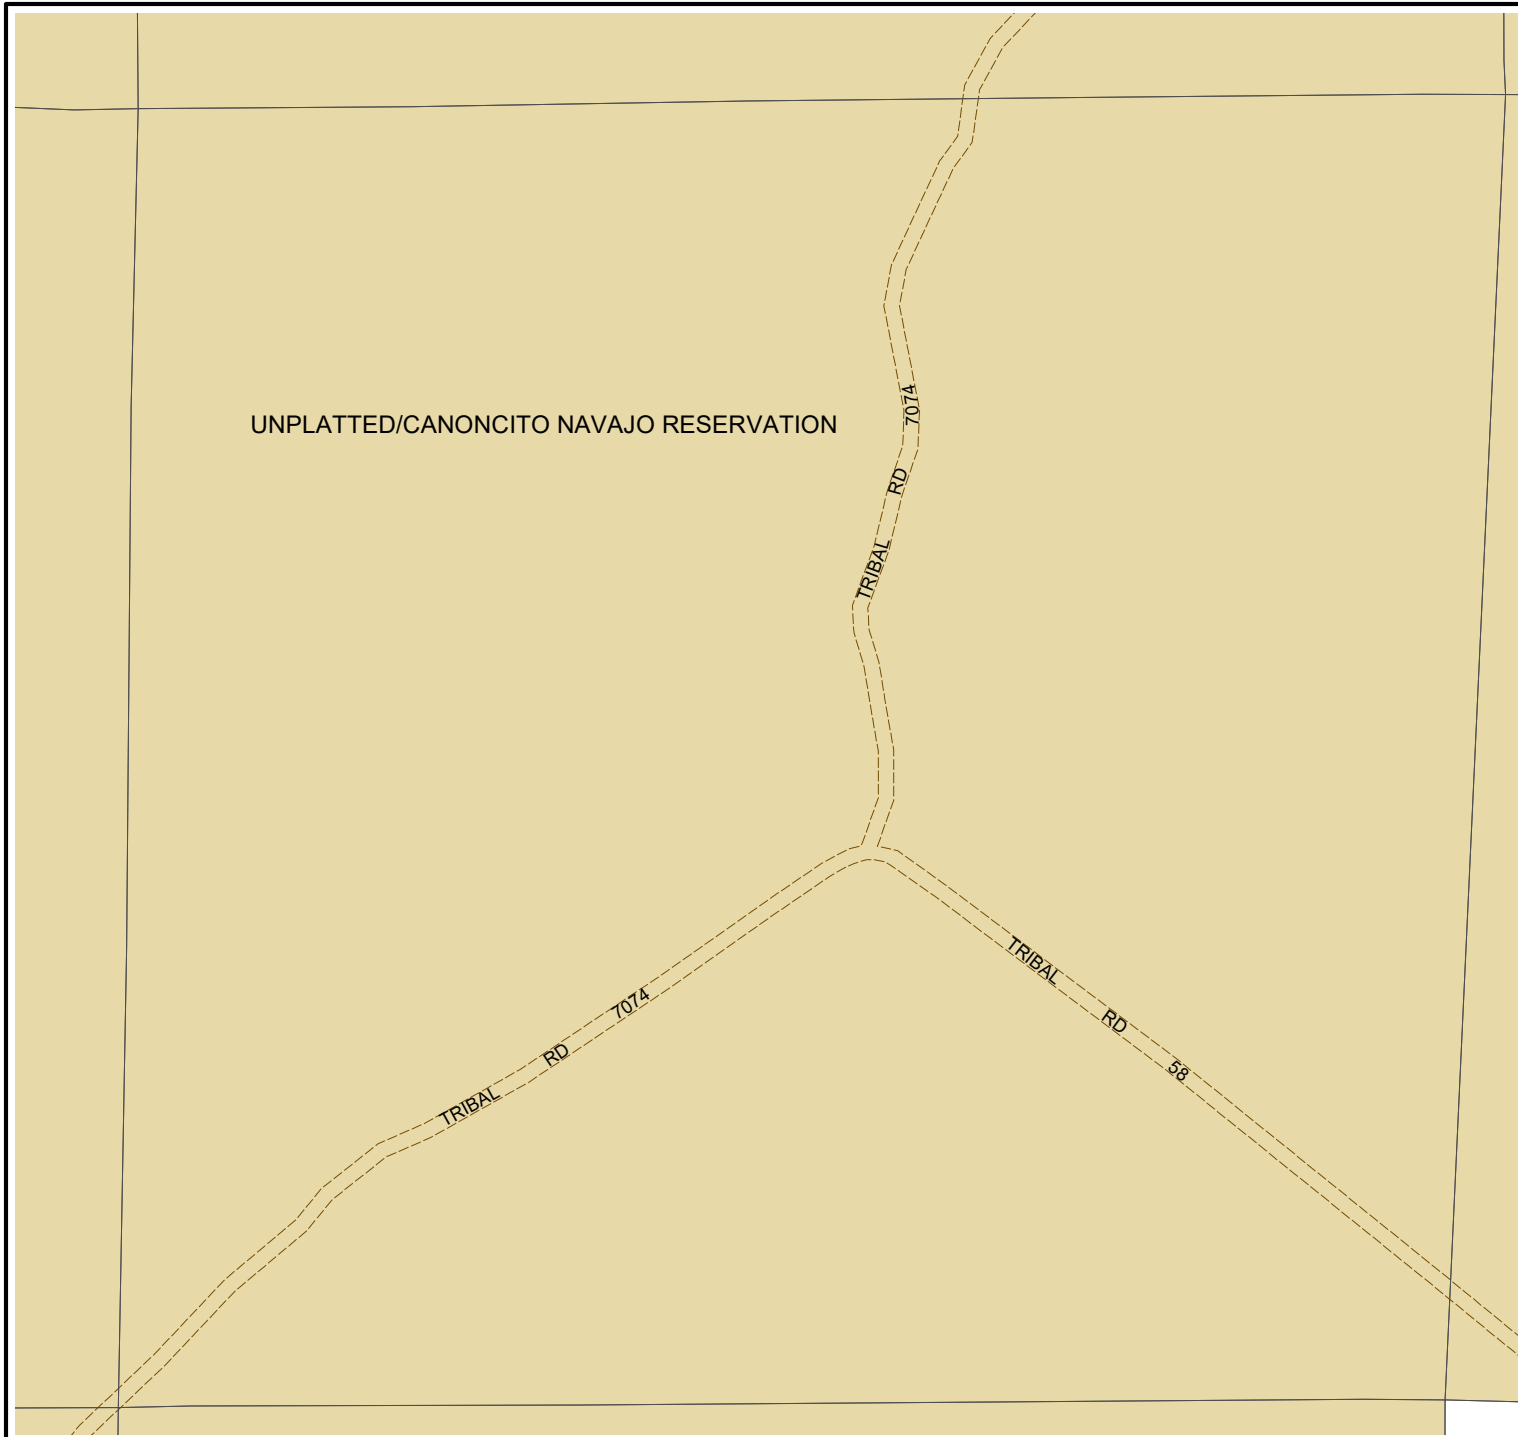 UNPLATTED/CANONCITO NAVAJO RESERVATION
TRIBAL RD 7074
TRIBAL RD 7074
TRIBAL RD 58